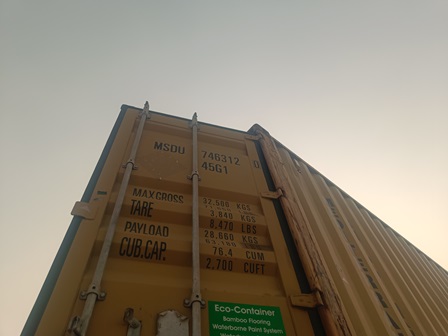 MSDU 746312 0
45G1
MAX.GROSS 32,500 KGS
TARE 3,840 KGS
8,470 LBS
PAYLOAD 28,660 KGS
CUB.CAP. 76.4 CUM
2,700 CUFT
Eco-Container
Bamboo Flooring
Waterborne Paint System